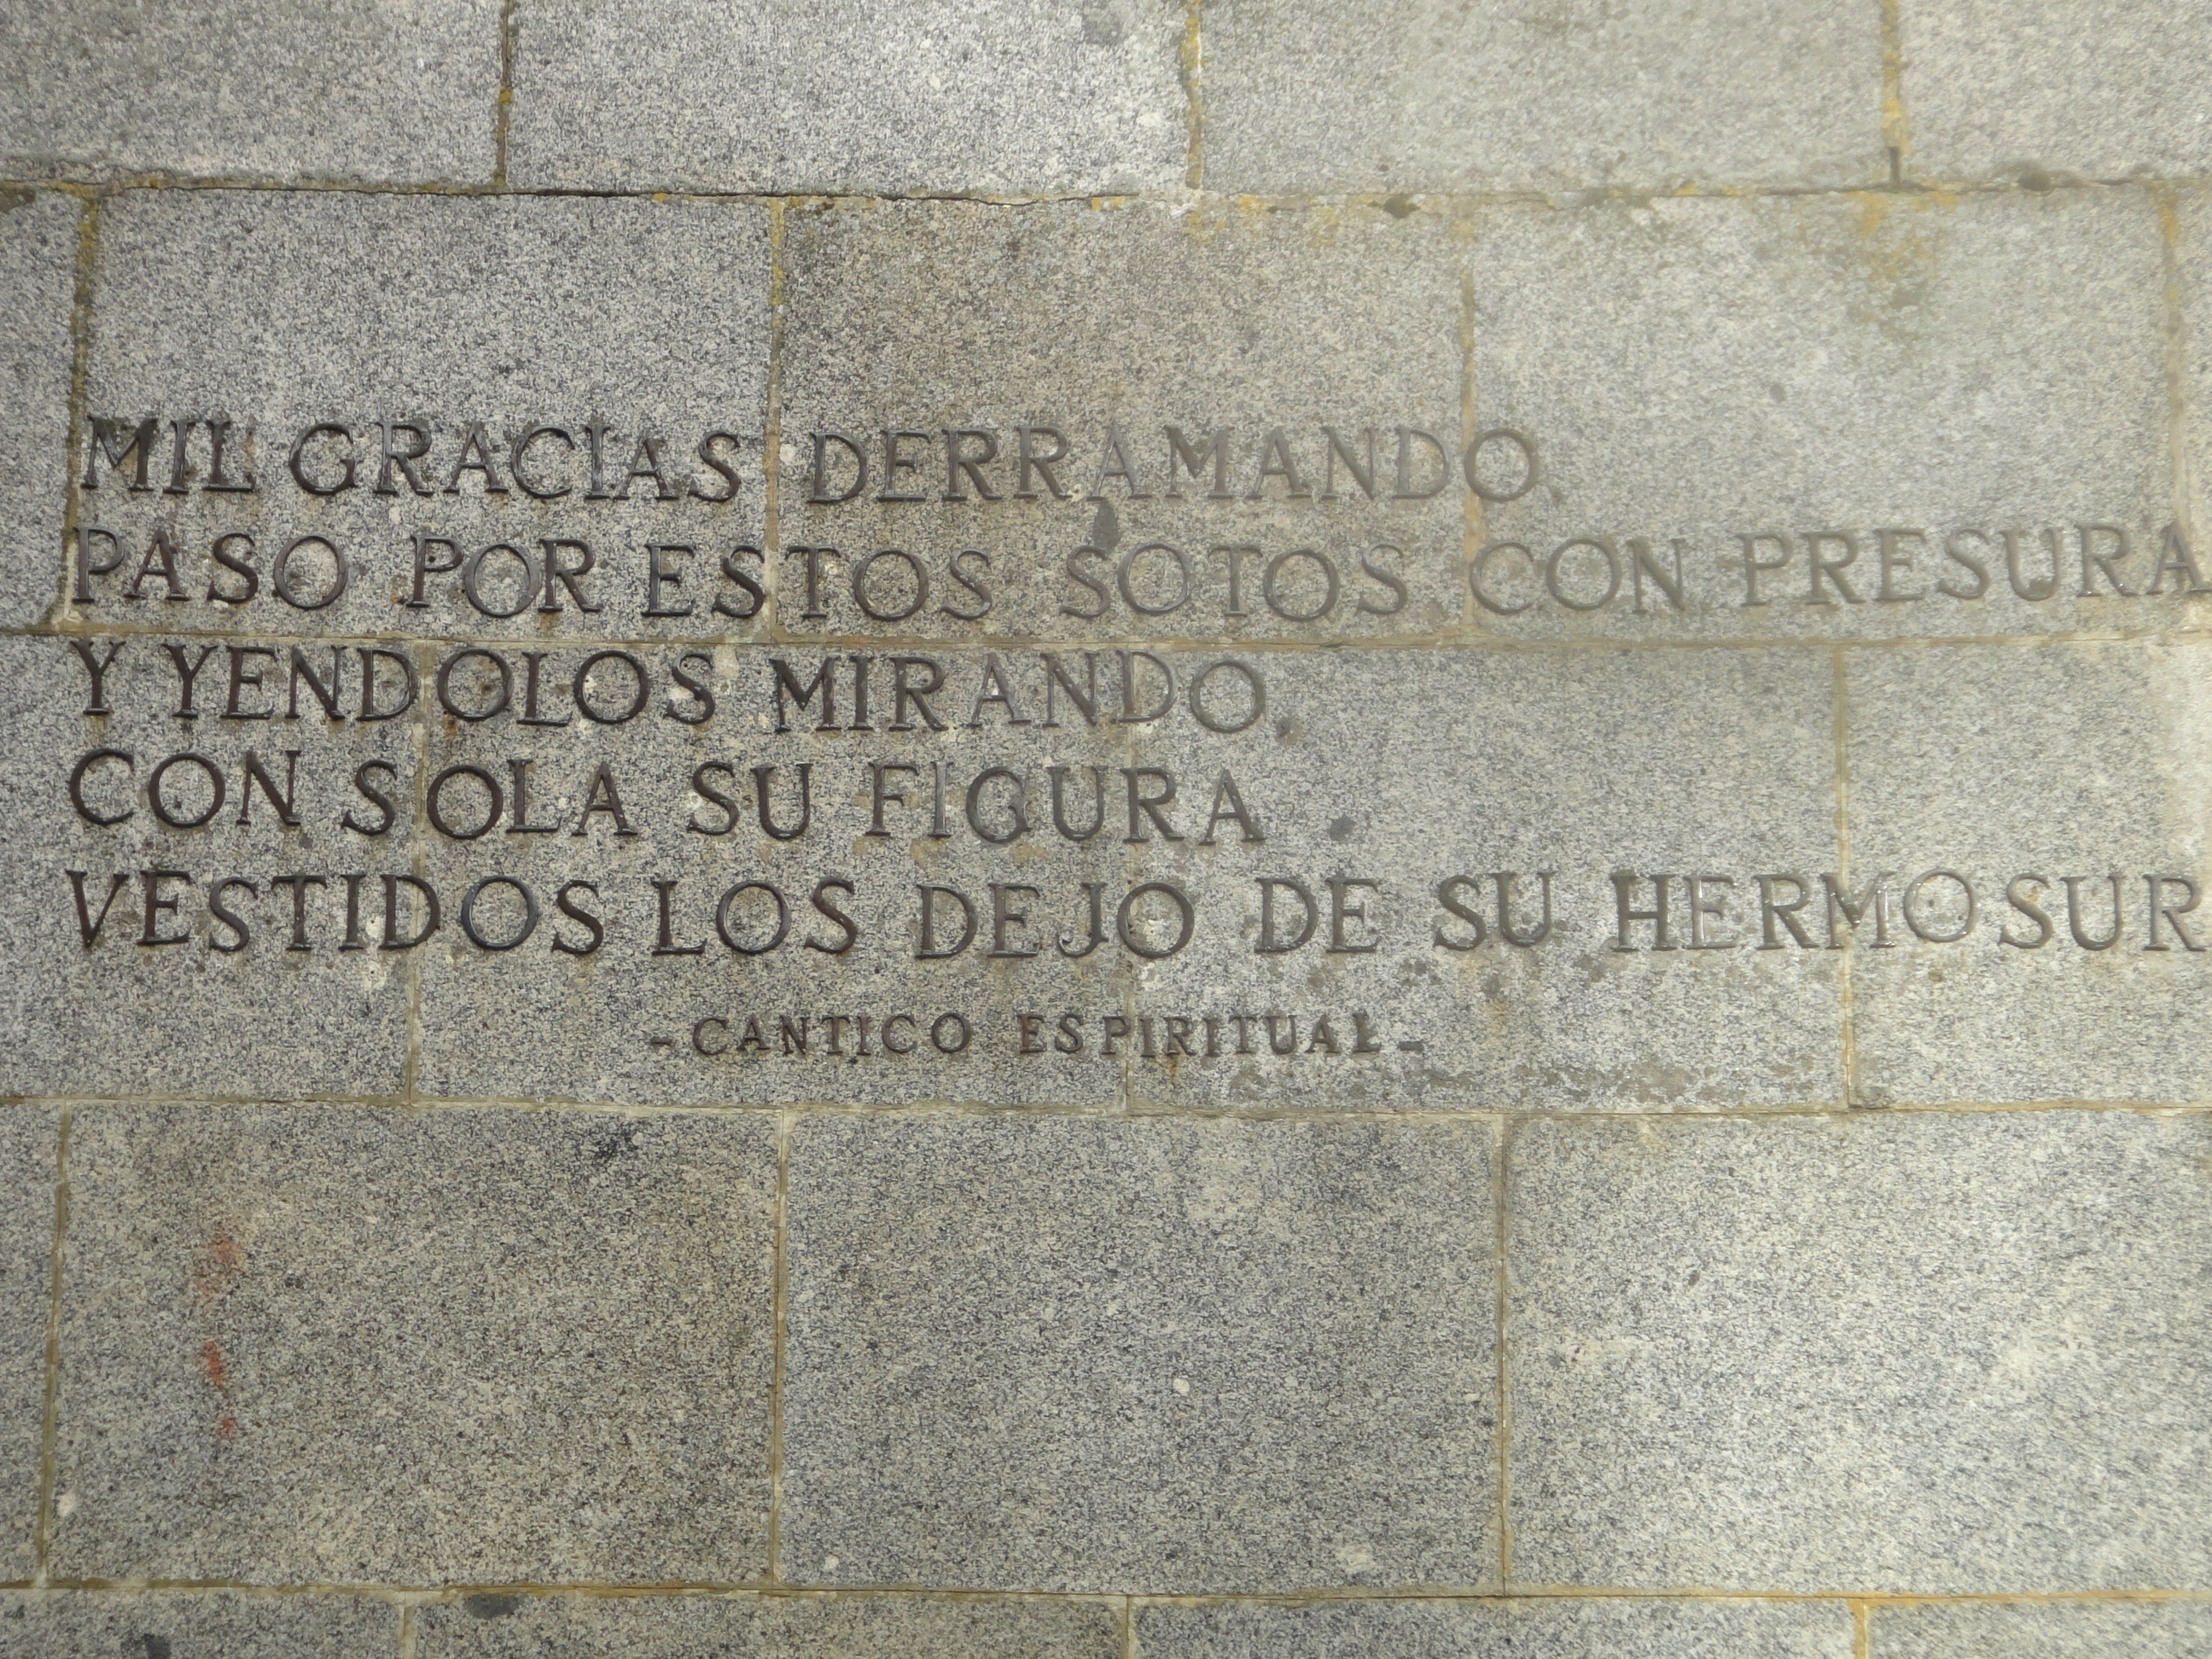 MIL GRACIAS DERRAMANDO
PASO POR ESTOS SOTOS CON PRESURA
Y YENDOLOS MIRANDO,
CON SOLA SU FIGURA
VESTIDOS LOS DEJO DE SU HERMOSUR
-CANTICO ESPIRITUAL-